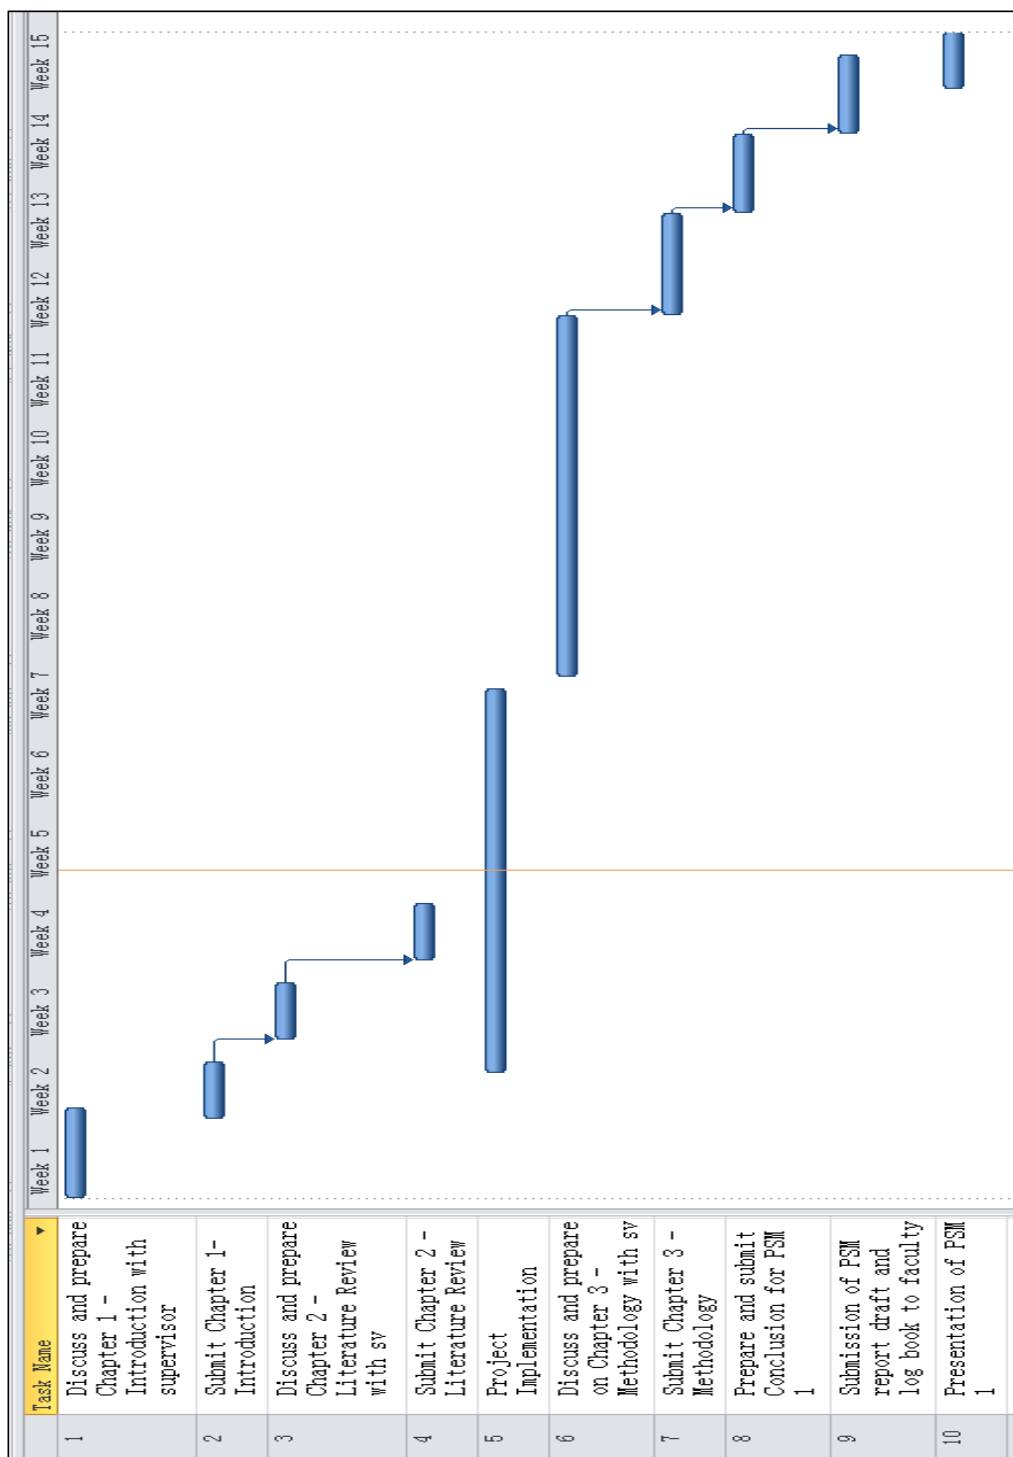 Task Name
Week 1
Week 2
Week 3
Week 4
Week 5
Week 6
Week 7
Week 8
Week 9
Week 10
Week 11
Week 12
Week 13
Week 14
Week 15
1
Discuss and prepare
Chapter 1 -
Introduction with
supervisor
2
Submit Chapter 1-
Introduction
3
Discuss and prepare
Chapter 2 -
Literature Review
with sv
4
Submit Chapter 2 -
Literature Review
5
Project
Implementation
6
Discuss and prepare
on Chapter 3 -
Methodology with sv
7
Submit Chapter 3 -
Methodology
8
Prepare and submit
Conclusion for PSM
1
9
Submission of PSM
report draft and
log book to faculty
10
Presentation of PSM
1